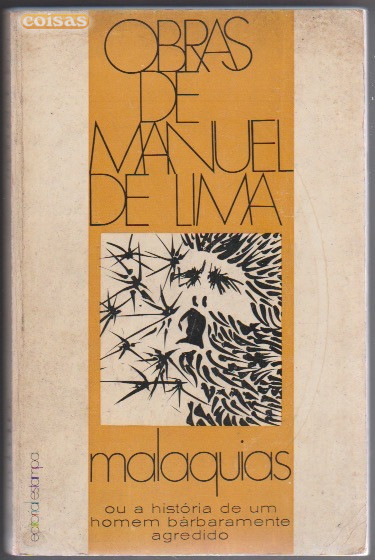 coisas
OBRAS
DE
MANUEL
DE LIMA
malaquias
ou a história de um
homem bàrbaramente
agredido
editorial estampa